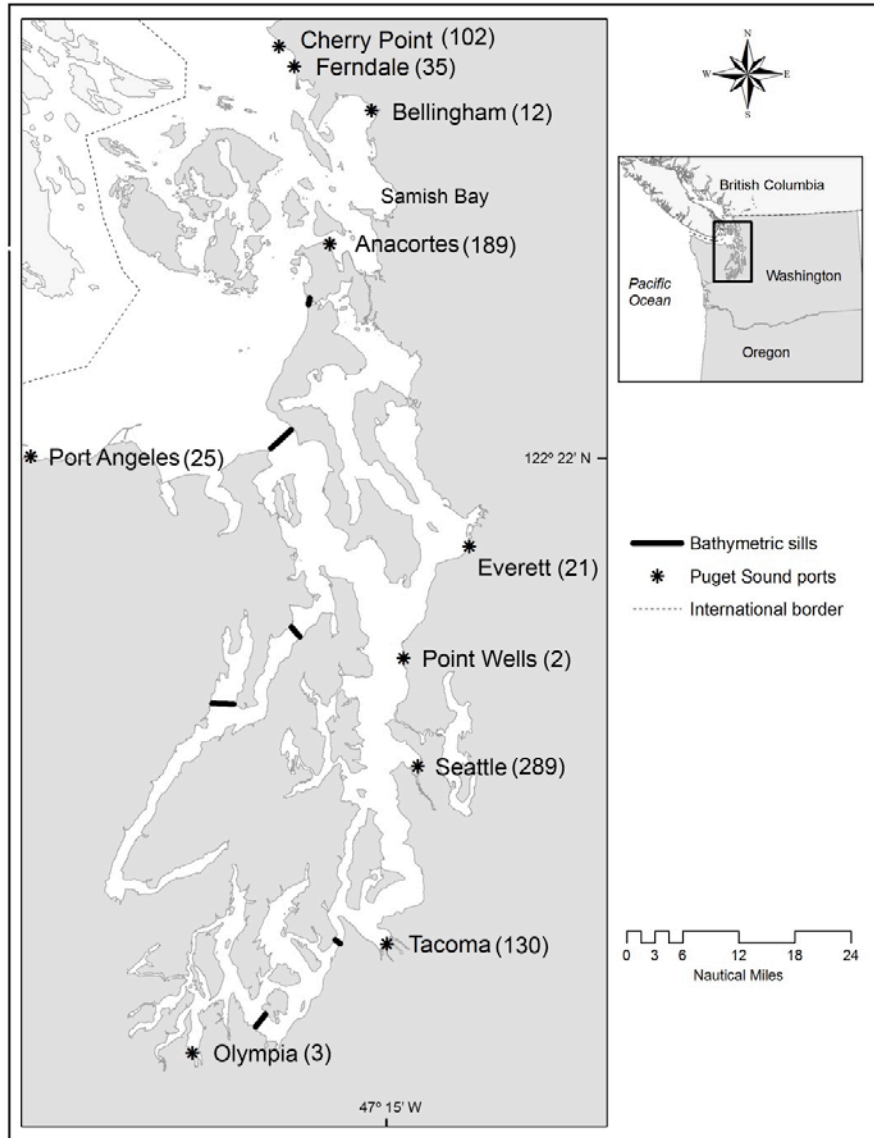 Cherry Point (102)
Ferndale (35)
Bellingham (12)
Samish Bay
Anacortes (189)
Port Angeles (25)
122° 22' N
Everett (21)
Point Wells (2)
Seattle (289)
Tacoma (130)
Olympia (3)
47° 15' W
N
W
E
S
British Columbia
Pacific
Ocean
Washington
Oregon
Bathymetric sills
Puget Sound ports
International border
0 3 6 12 18 24
Nautical Miles